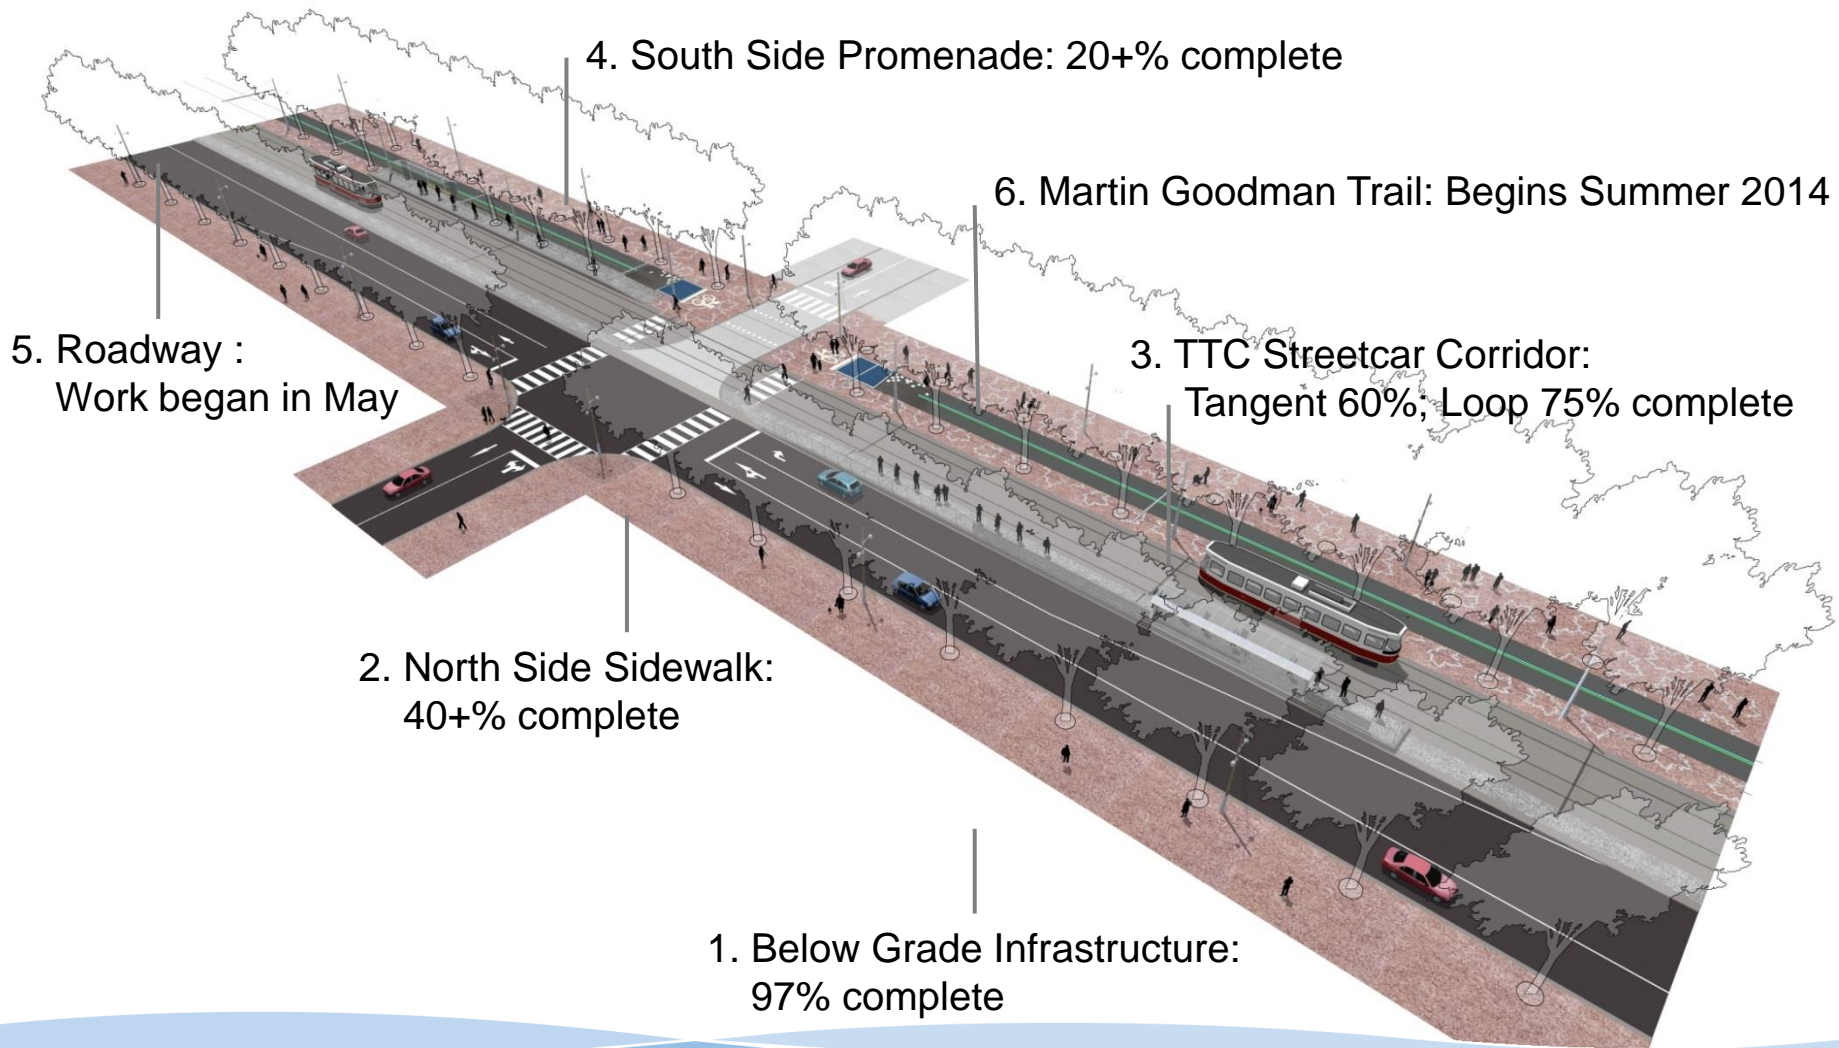 4. South Side Promenade: 20+% complete
6. Martin Goodman Trail: Begins Summer 2014
5. Roadway :
Work began in May
3. TTC Streetcar Corridor:
Tangent 60%; Loop 75% complete
2. North Side Sidewalk:
40+% complete
1. Below Grade Infrastructure:
97% complete